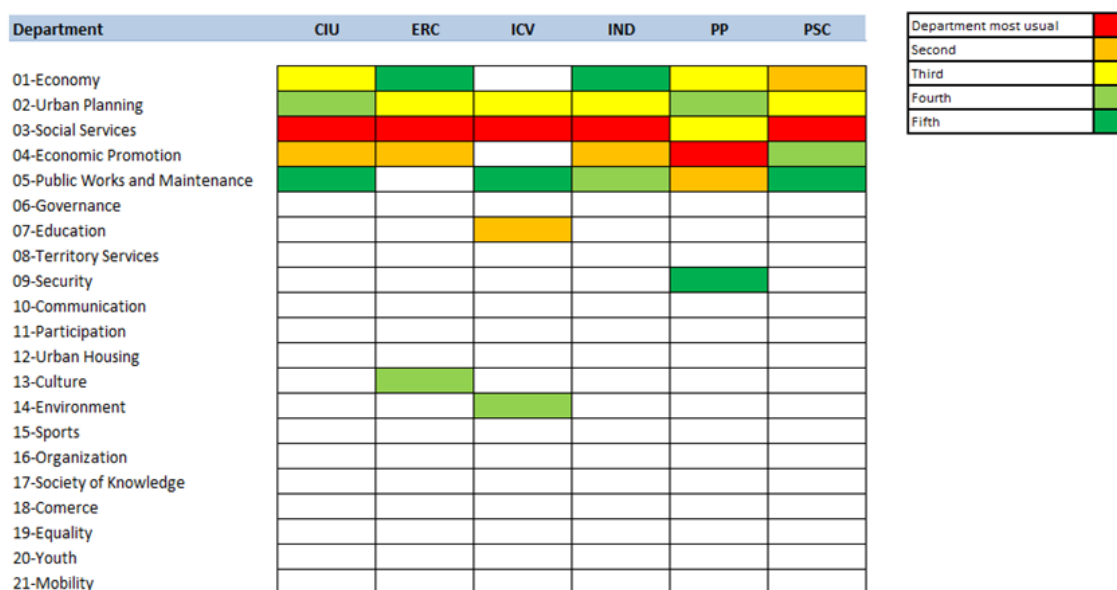 Department CIU ERC ICV IND PP PSC
01-Economy
02-Urban Planning
03-Social Services
04-Economic Promotion
05-Public Works and Maintenance
06-Governance
07-Education
08-Territory Services
09-Security
10-Communication
11-Participation
12-Urban Housing
13-Culture
14-Environment
15-Sports
16-Organization
17-Society of Knowledge
18-Comerce
19-Equality
20-Youth
21-Mobility
Department most usual
Second
Third
Fourth
Fifth